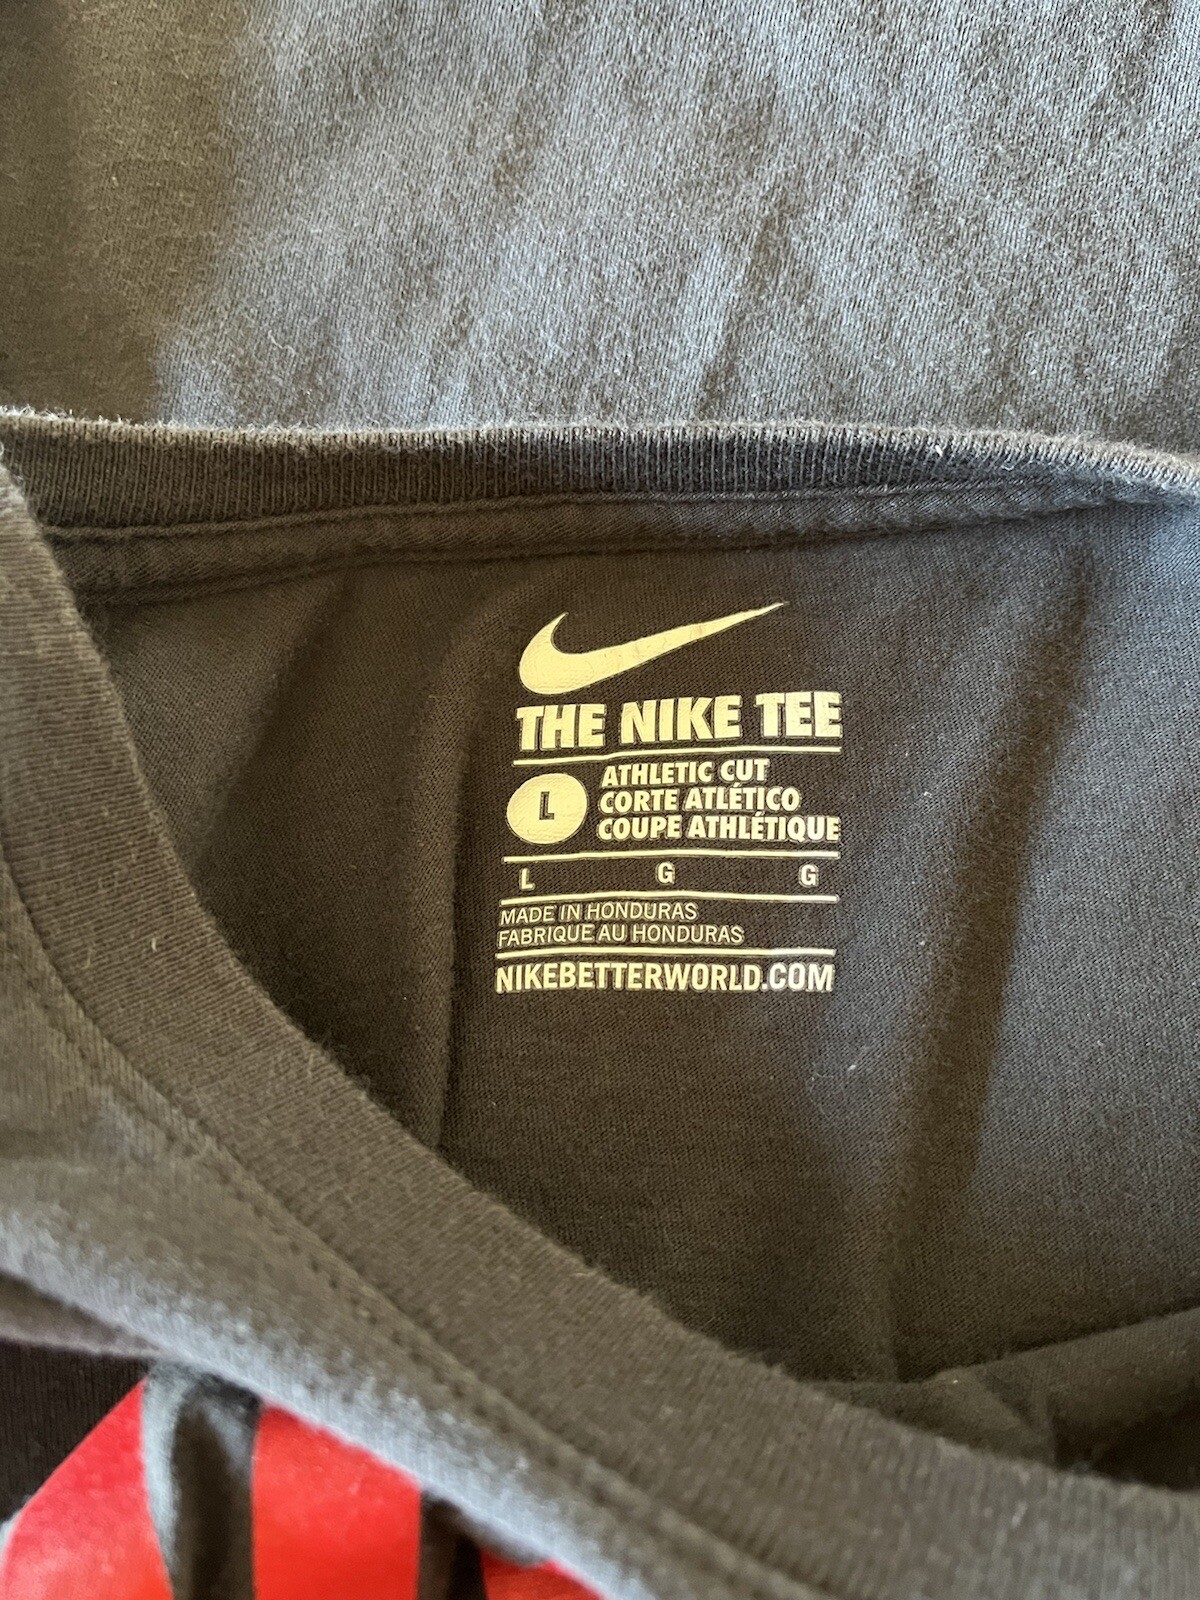 THE NIKE TEE
L
ATHLETIC CUT
CORTE ATLÉTICO
COUPE ATHLÉTIQUE
L G G
MADE IN HONDURAS
FABRIQUE AU HONDURAS
NIKEBETTERWORLD.COM